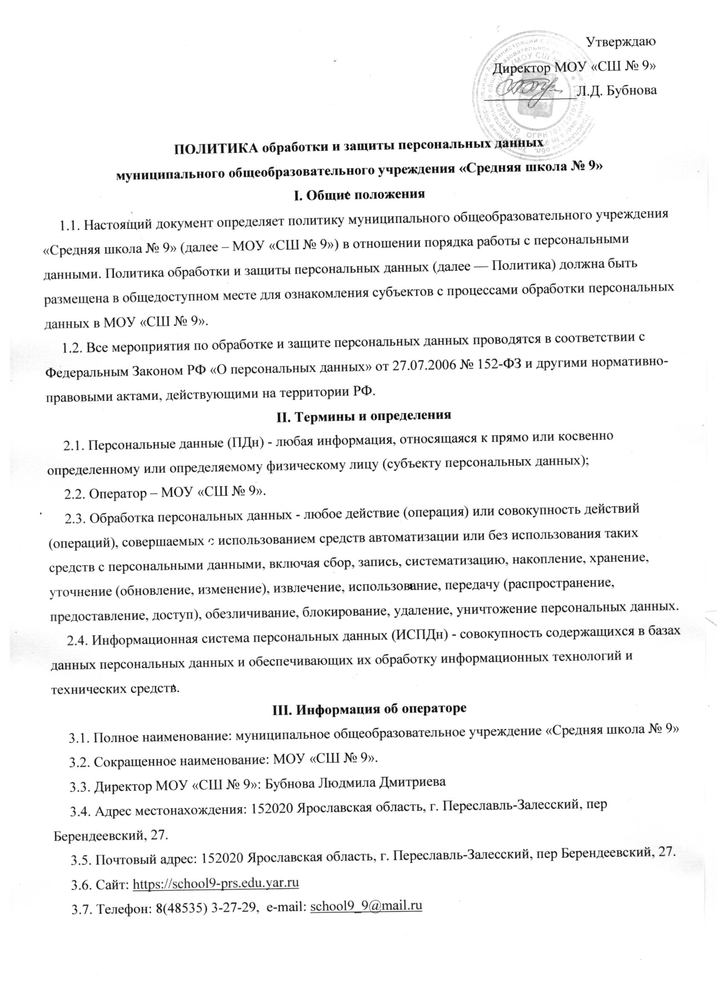 Утверждаю
Директор МОУ «СШ № 9»
Л.Д. Бубнова
ПОЛИТИКА обработки и защиты персональных данных
муниципального общеобразовательного учреждения «Средняя школа № 9»
I. Общие положения
1.1. Настоящий документ определяет политику муниципального общеобразовательного учреждения
«Средняя школа № 9» (далее – МОУ «СШ № 9») в отношении порядка работы с персональными
данными. Политика обработки и защиты персональных данных (далее — Политика) должна быть
размещена в общедоступном месте для ознакомления субъектов с процессами обработки персональных
данных в МОУ «СШ № 9».
1.2. Все мероприятия по обработке и защите персональных данных проводятся в соответствии с
Федеральным Законом РФ «О персональных данных» от 27.07.2006 № 152-ФЗ и другими нормативно-
правовыми актами, действующими на территории РФ.
II. Термины и определения
2.1. Персональные данные (ПДн) - любая информация, относящаяся к прямо или косвенно
определенному или определяемому физическому лицу (субъекту персональных данных);
2.2. Оператор – МОУ «СШ № 9».
2.3. Обработка персональных данных - любое действие (операция) или совокупность действий
(операций), совершаемых с использованием средств автоматизации или без использования таких
средств с персональными данными, включая сбор, запись, систематизацию, накопление, хранение,
уточнение (обновление, изменение), извлечение, использование, передачу (распространение,
предоставление, доступ), обезличивание, блокирование, удаление, уничтожение персональных данных.
2.4. Информационная система персональных данных (ИСПДн) - совокупность содержащихся в базах
данных персональных данных и обеспечивающих их обработку информационных технологий и
технических средств.
III. Информация об операторе
3.1. Полное наименование: муниципальное общеобразовательное учреждение «Средняя школа № 9»
3.2. Сокращенное наименование: МОУ «СШ № 9».
3.3. Директор МОУ «СШ № 9»: Бубнова Людмила Дмитриева
3.4. Адрес местонахождения: 152020 Ярославская область, г. Переславль-Залесский, пер
Берендеевский, 27.
3.5. Почтовый адрес: 152020 Ярославская область, г. Переславль-Залесский, пер Берендеевский, 27.
3.6. Сайт: https://school9-prs.edu.yar.ru
3.7. Телефон: 8(48535) 3-27-29, e-mail: school9_9@mail.ru